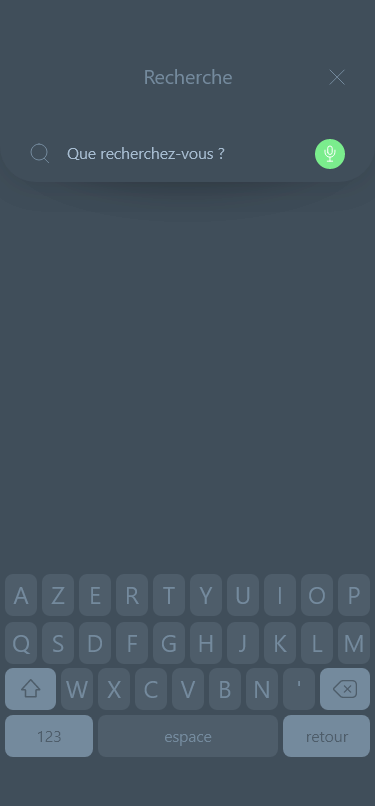 Recherche
Que recherchez-vous ?
A Z E R T Y U I O P
Q S D F G H J K L M
W X C V B N '
123 espace retour